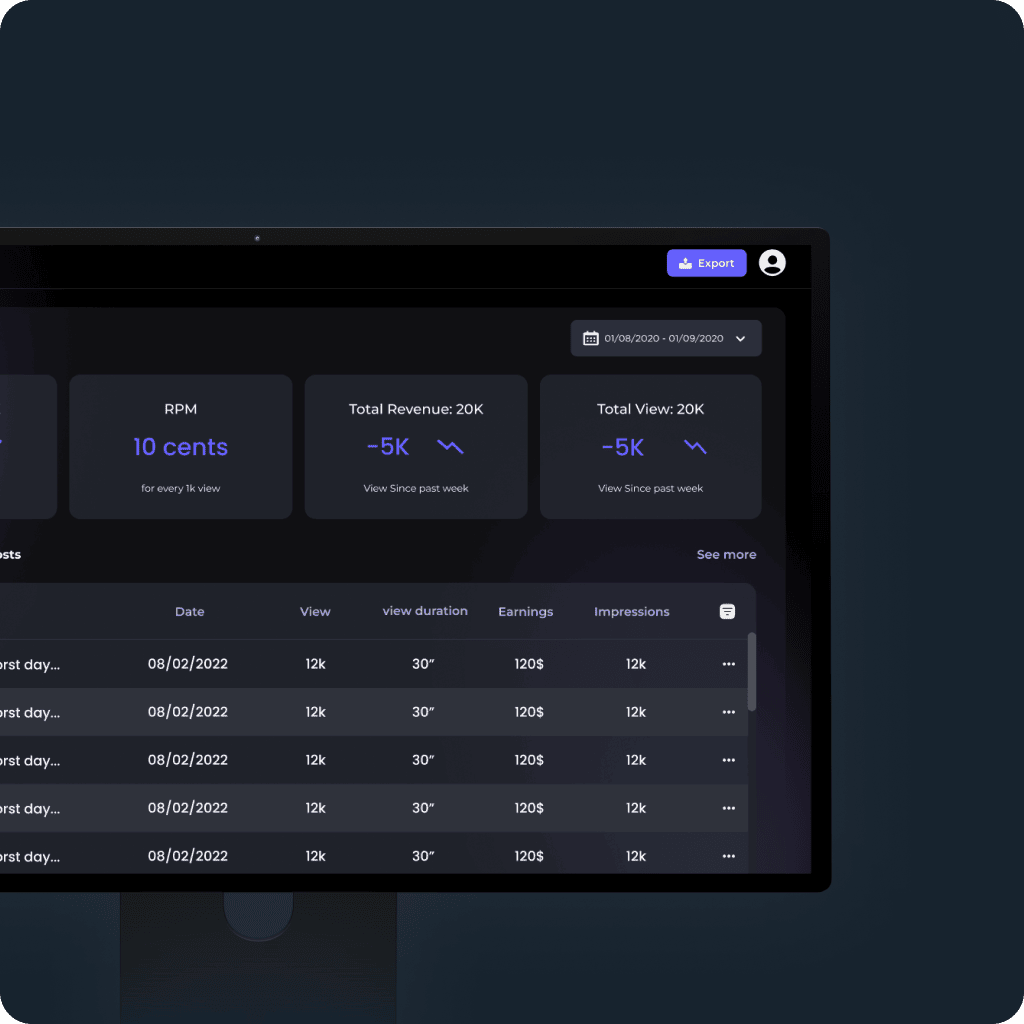 Export
01/08/2020 - 01/09/2020
RPM
10 cents
for every 1k view
Total Revenue: 20K
-5K
View Since past week
Total View: 20K
-5K
View Since past week
osts
See more
Date View view duration Earnings Impressions
orst day... 08/02/2022 12k 30” 120$ 12k
orst day... 08/02/2022 12k 30” 120$ 12k
orst day... 08/02/2022 12k 30” 120$ 12k
orst day... 08/02/2022 12k 30” 120$ 12k
orst day... 08/02/2022 12k 30” 120$ 12k